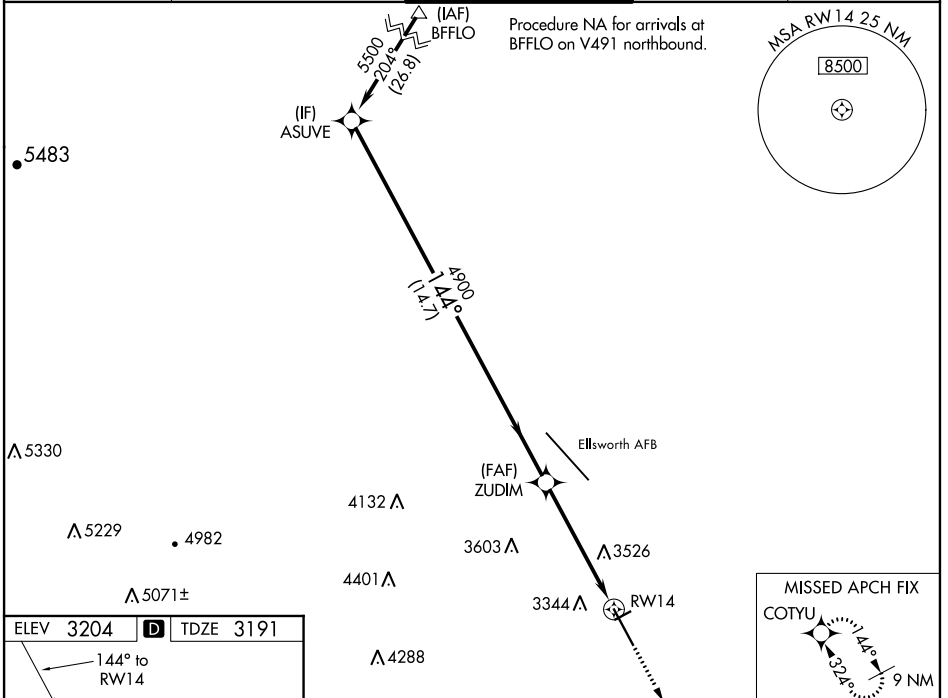 (IAF)
BFFLO
Procedure NA for arrivals at
BFFLO on V491 northbound.
MSA RW14 25 NM
8500
5500
204°
(26.8)
(IF)
ASUVE
5483
4900
144°
(14.7)
Ellsworth AFB
(FAF)
ZUDIM
5330
4132
5229
4982
3603
3526
4401
5071±
3344
RW14
MISSED APCH FIX
COTYU
144°
324°
9 NM
ELEV 3204 D TDZE 3191
144° to
RW14
4288